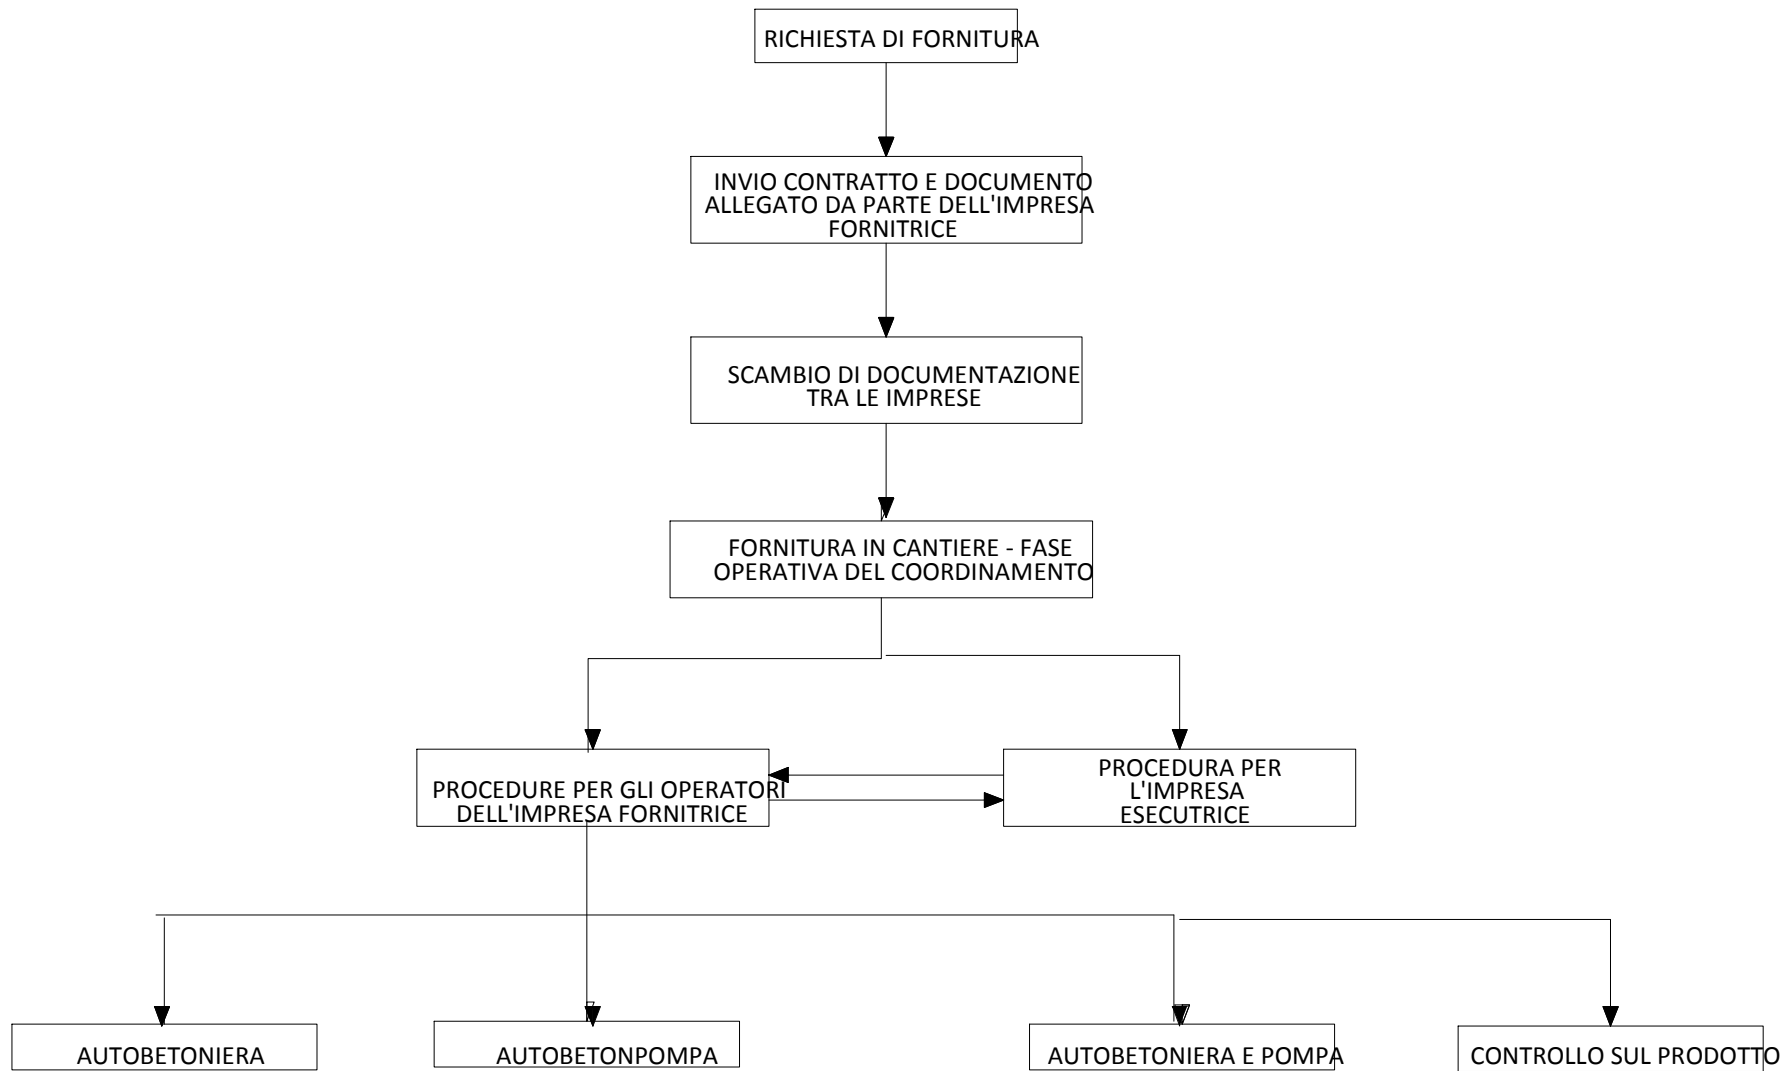 RICHIESTA DI FORNITURA
INVIO CONTRATTO E DOCUMENTO
ALLEGATO DA PARTE DELL'IMPRESA
FORNITRICE
SCAMBIO DI DOCUMENTAZIONE
TRA LE IMPRESE
FORNITURA IN CANTIERE - FASE
OPERATIVA DEL COORDINAMENTO
PROCEDURE PER GLI OPERATORI
DELL'IMPRESA FORNITRICE
PROCEDURA PER
L'IMPRESA
ESECUTRICE
AUTOBETONIERA
AUTOBETONPOMPA
AUTOBETONIERA E POMPA
CONTROLLO SUL PRODOTTO